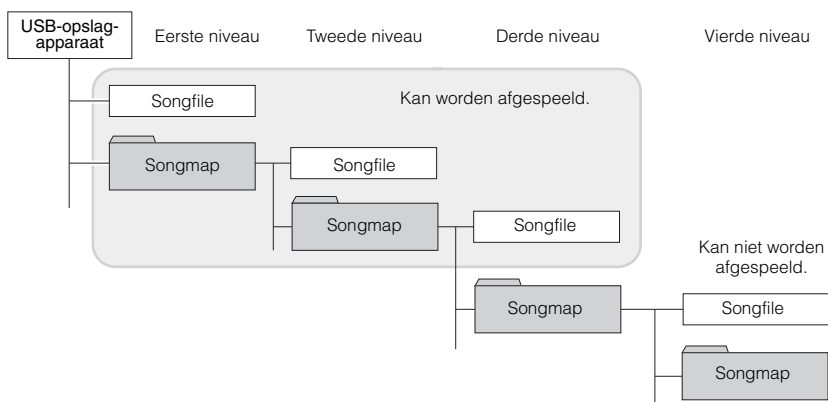 USB-opslag-
apparaat
Eerste niveau
Tweede niveau
Derde niveau
Vierde niveau
Songfile
Kan worden afgespeeld.
Songmap
Songfile
Songmap
Songfile
Kan niet worden
afgespeeld.
Songmap
Songfile
Songmap